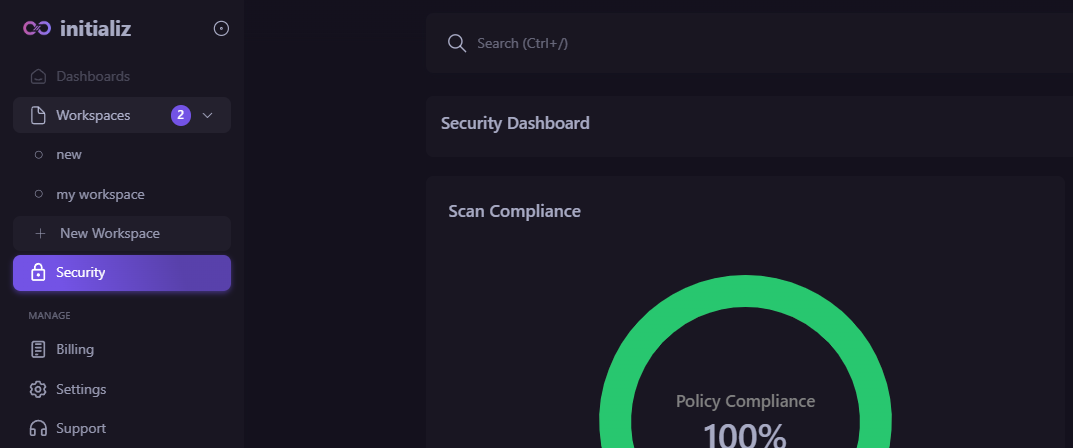 initializ
Dashboards
Workspaces 2
new
my workspace
+ New Workspace
Security
MANAGE
Billing
Settings
Support
Search (Ctrl+/)
Security Dashboard
Scan Compliance
Policy Compliance
100%